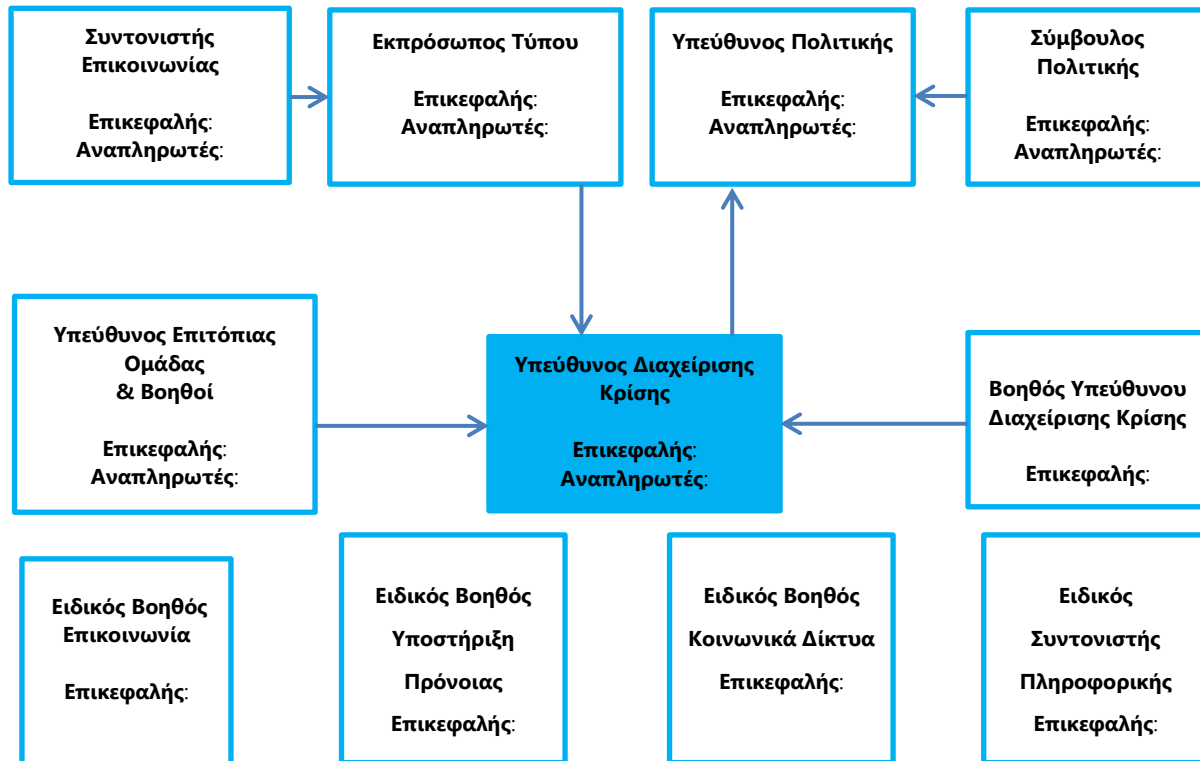 Συντονιστής
Επικοινωνίας
Επικεφαλής:
Αναπληρωτές:
Εκπρόσωπος Τύπου
Επικεφαλής:
Αναπληρωτές:
Υπεύθυνος Πολιτικής
Επικεφαλής:
Αναπληρωτές:
Σύμβουλος
Πολιτικής
Επικεφαλής:
Αναπληρωτές:
Υπεύθυνος Επιτόπιας
Ομάδας
& Βοηθοί
Επικεφαλής:
Αναπληρωτές:
Υπεύθυνος Διαχείρισης
Κρίσης
Επικεφαλής:
Αναπληρωτές:
Βοηθός Υπεύθυνου
Διαχείρισης Κρίσης
Επικεφαλής:
Ειδικός Βοηθός
Επικοινωνία
Επικεφαλής:
Ειδικός Βοηθός
Υποστήριξη
Πρόνοιας
Επικεφαλής:
Ειδικός Βοηθός
Κοινωνικά Δίκτυα
Επικεφαλής:
Ειδικός
Συντονιστής
Πληροφορικής
Επικεφαλής: